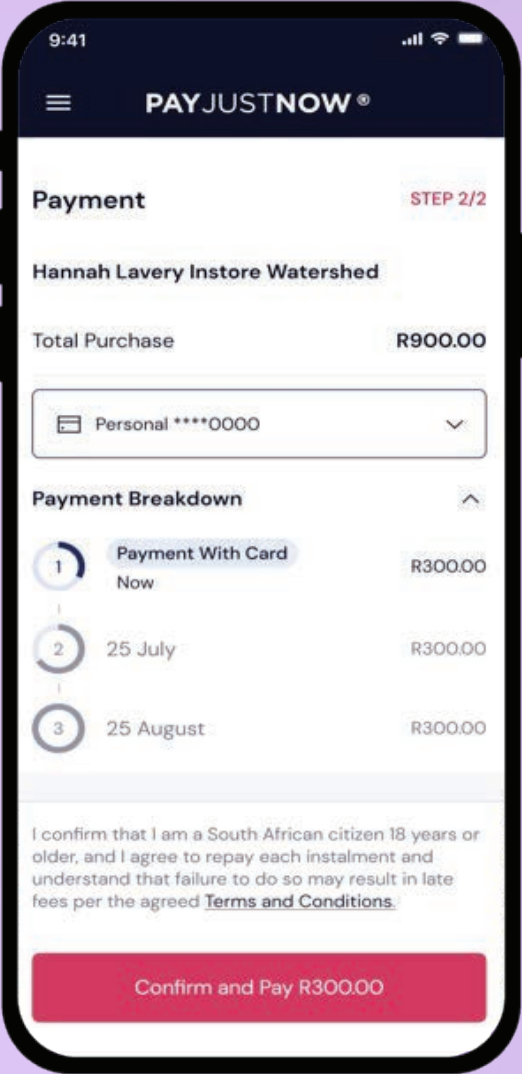 9:41
PAYJUSTNOW ®
Payment STEP 2/2
Hannah Lavery Instore Watershed
Total Purchase R900.00
Personal ****0000
Payment Breakdown
1 Payment With Card R300.00
Now
2 25 July R300.00
3 25 August R300.00
I confirm that I am a South African citizen 18 years or
older, and I agree to repay each instalment and
understand that failure to do so may result in late
fees per the agreed Terms and Conditions.
Confirm and Pay R300.00